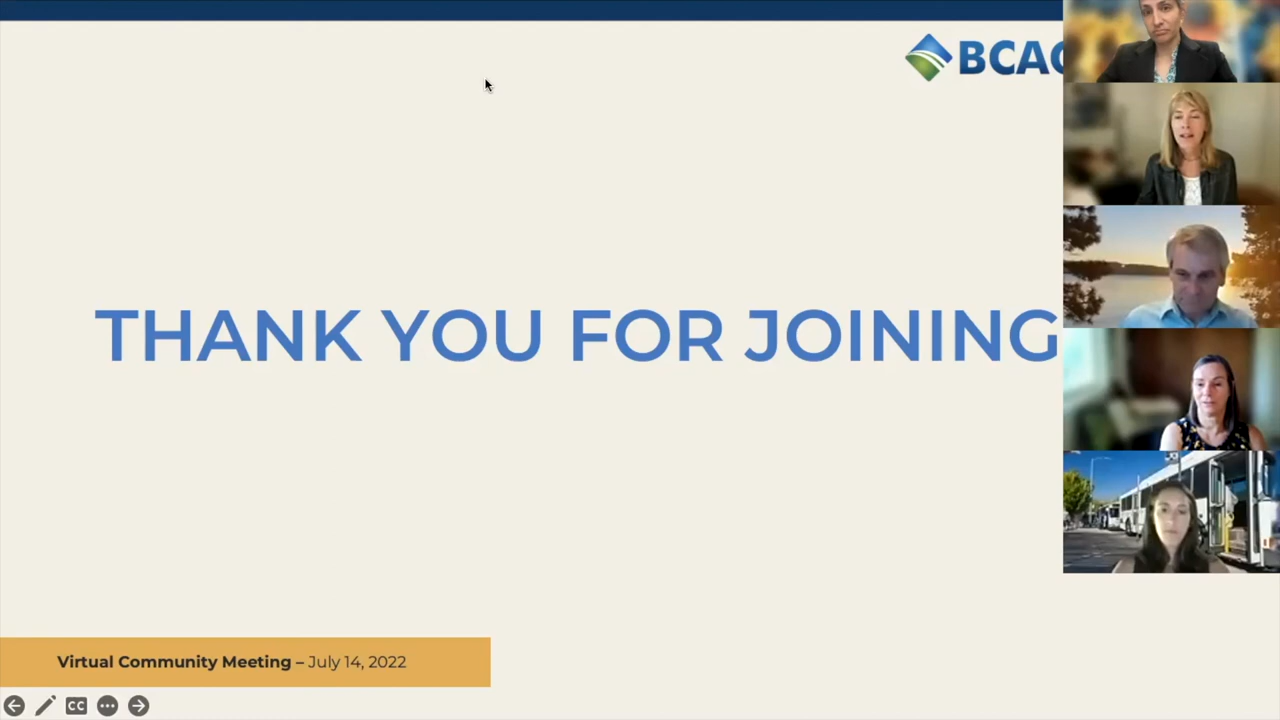 BCAG
THANK YOU FOR JOINING
Virtual Community Meeting – July 14, 2022
CC